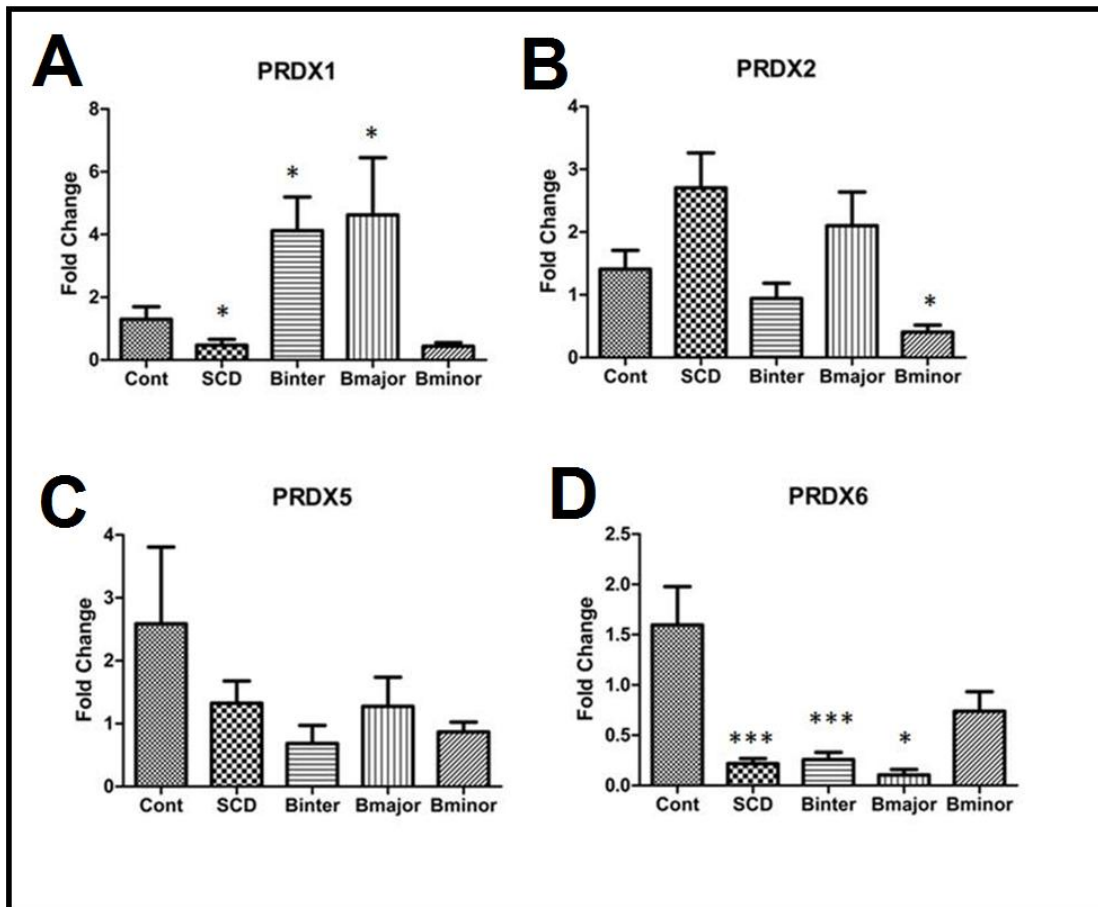 A
PRDX1
Fold Change
8
6
4
2
0
*
*
*
Cont SCD Binter Bmajor Bminor
B
PRDX2
Fold Change
4
3
2
1
0
*
Cont SCD Binter Bmajor Bminor
C
PRDX5
Fold Change
4
3
2
1
0
Cont SCD Binter Bmajor Bminor
D
PRDX6
Fold Change
2.5
2.0
1.5
1.0
0.5
0.0
*** *** *
Cont SCD Binter Bmajor Bminor